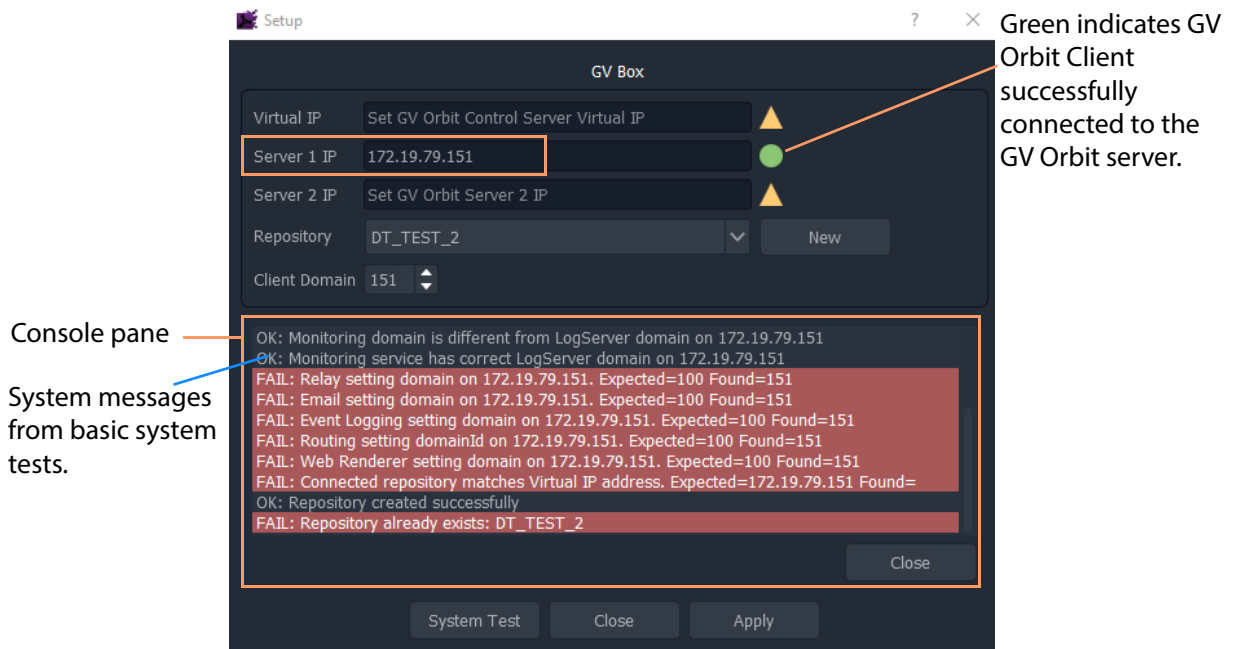 Setup
?
GV Box
Virtual IP
Set GV Orbit Control Server Virtual IP
Server 1 IP
172.19.79.151
Server 2 IP
Set GV Orbit Server 2 IP
Repository
DT_TEST_2
New
Client Domain
151
Green indicates GV
Orbit Client
successfully
connected to the
GV Orbit server.
Console pane
System messages
from basic system
tests.
OK: Monitoring domain is different from LogServer domain on 172.19.79.151
OK: Monitoring service has correct LogServer domain on 172.19.79.151
FAIL: Relay setting domain on 172.19.79.151. Expected=100 Found=151
FAIL: Email setting domain on 172.19.79.151. Expected=100 Found=151
FAIL: Event Logging setting domain on 172.19.79.151. Expected=100 Found=151
FAIL: Routing setting domainId on 172.19.79.151. Expected=100 Found=151
FAIL: Web Renderer setting domain on 172.19.79.151. Expected=100 Found=151
FAIL: Connected repository matches Virtual IP address. Expected=172.19.79.151 Found=
OK: Repository created successfully
FAIL: Repository already exists: DT_TEST_2
Close
System Test
Close
Apply